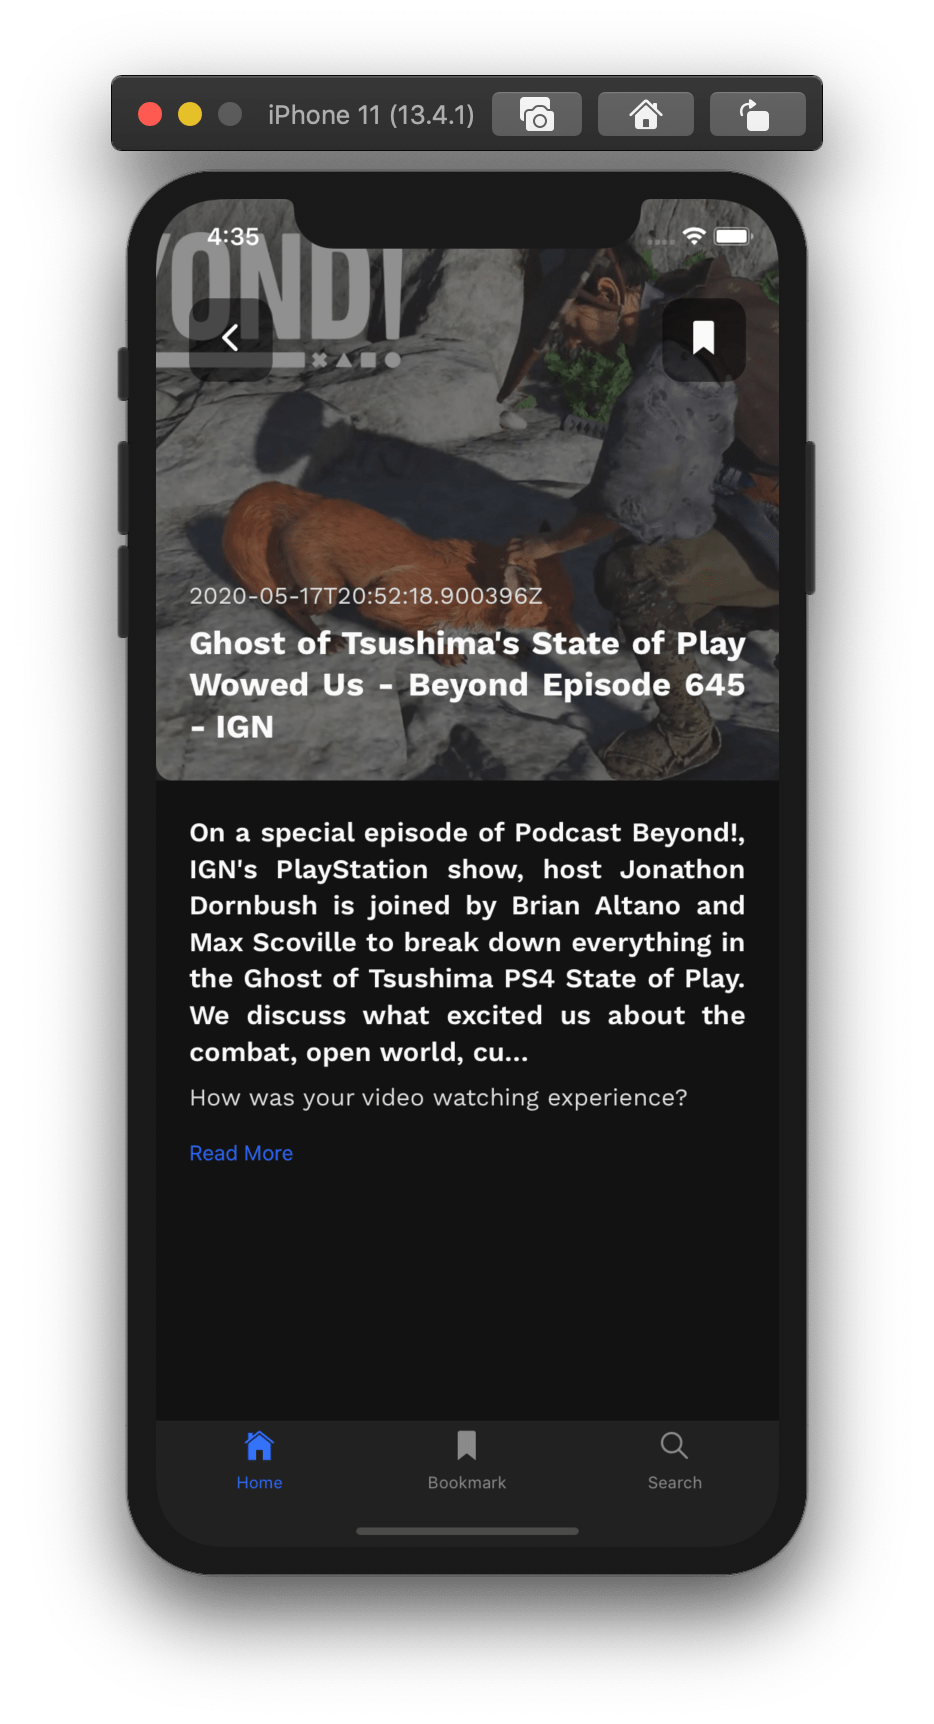 iPhone 11 (13.4.1)
4:35
YOND!
2020-05-17T20:52:18.900396Z
Ghost of Tsushima's State of Play
Wowed Us - Beyond Episode 645
- IGN
On a special episode of Podcast Beyond!,
IGN's PlayStation show, host Jonathon
Dornbush is joined by Brian Altano and
Max Scoville to break down everything in
the Ghost of Tsushima PS4 State of Play.
We discuss what excited us about the
combat, open world, cu...
How was your video watching experience?
Read More
Home
Bookmark
Search